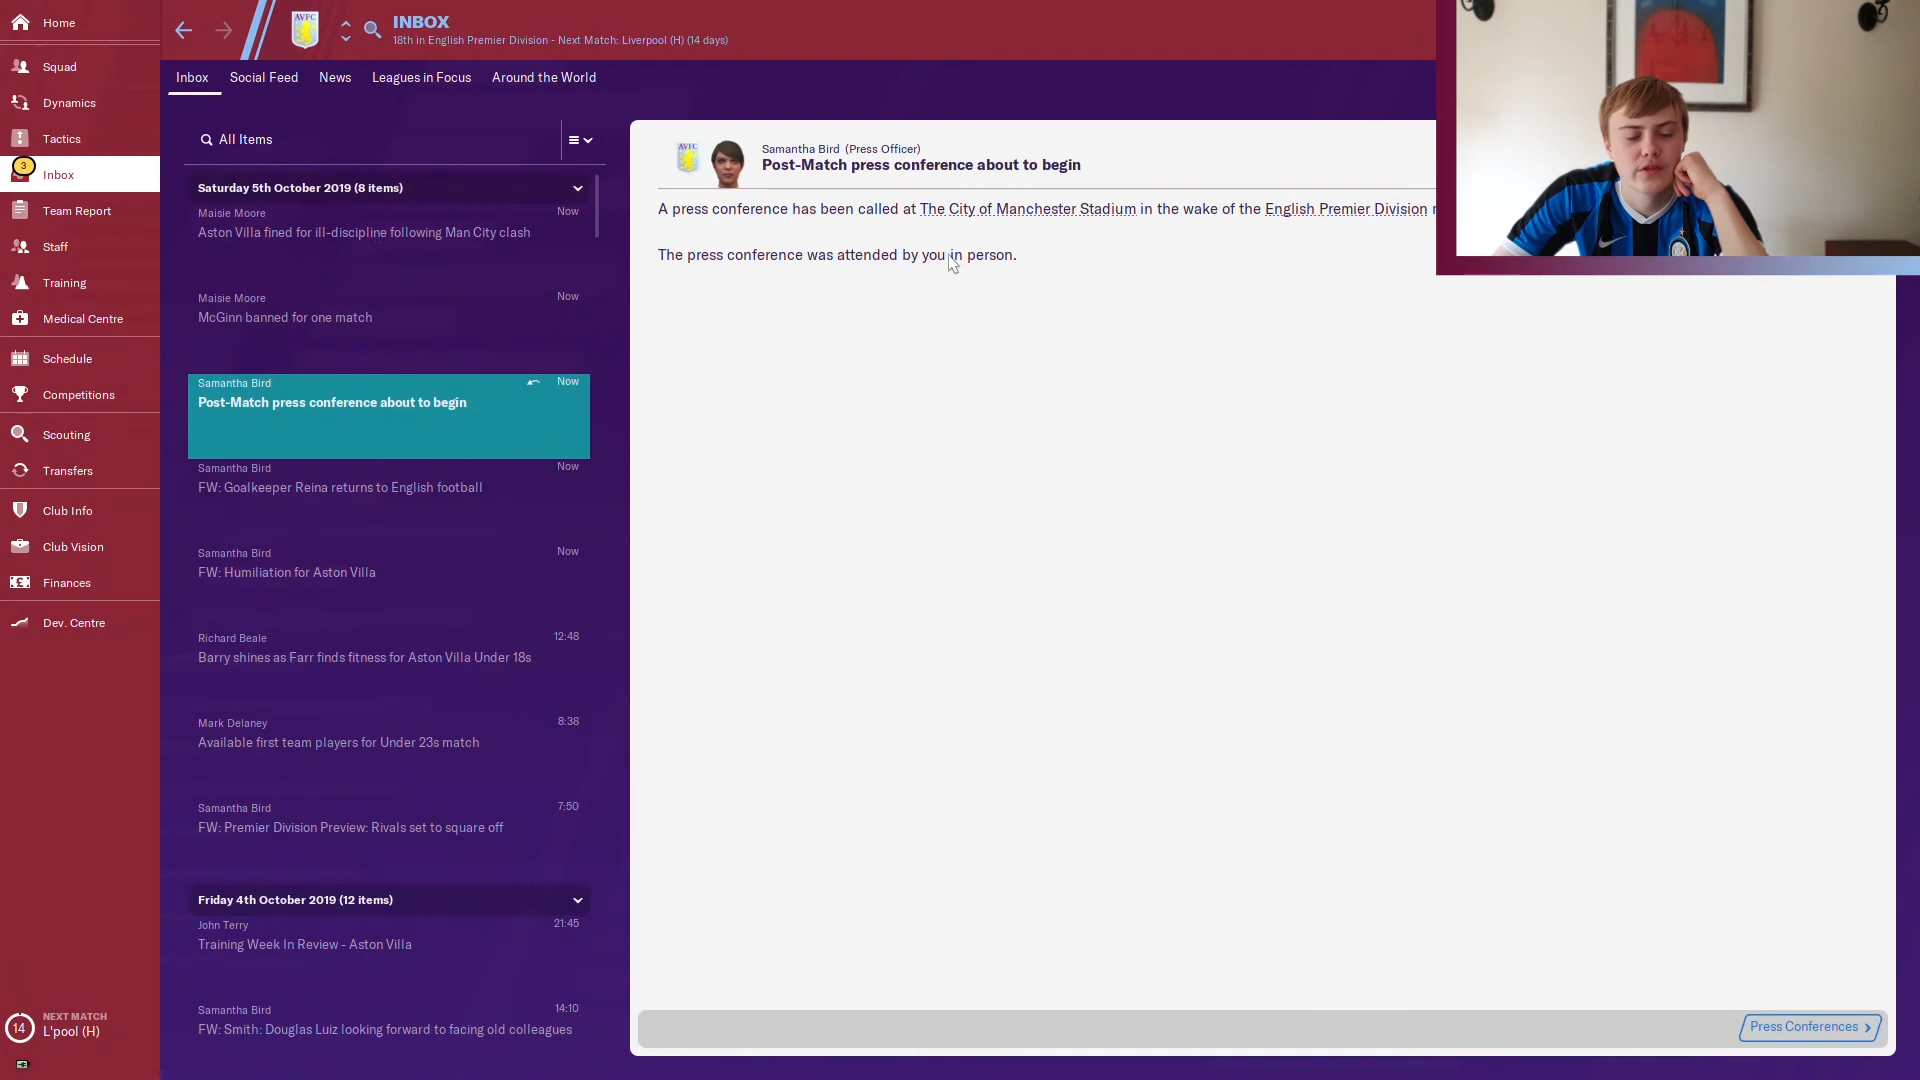 Home
Squad
Dynamics
Tactics
3
Inbox
Team Report
Staff
Training
Medical Centre
Schedule
Competitions
Scouting
Transfers
Club Info
Club Vision
Finances
Dev. Centre
14
NEXT MATCH
L'pool (H)
AVFC
INBOX
18th in English Premier Division - Next Match: Liverpool (H) (14 days)
Inbox Social Feed News Leagues in Focus Around the World
All Items
Saturday 5th October 2019 (8 items)
Maisie Moore Now
Aston Villa fined for ill-discipline following Man City clash
Maisie Moore Now
McGinn banned for one match
Samantha Bird Now
Post-Match press conference about to begin
Samantha Bird Now
FW: Goalkeeper Reina returns to English football
Samantha Bird Now
FW: Humiliation for Aston Villa
Richard Beale 12:48
Barry shines as Farr finds fitness for Aston Villa Under 18s
Mark Delaney 8:38
Available first team players for Under 23s match
Samantha Bird 7:50
FW: Premier Division Preview: Rivals set to square off
Friday 4th October 2019 (12 items)
John Terry 21:45
Training Week In Review - Aston Villa
Samantha Bird 14:10
FW: Smith: Douglas Luiz looking forward to facing old colleagues
AVFC
Samantha Bird (Press Officer)
Post-Match press conference about to begin
A press conference has been called at The City of Manchester Stadium in the wake of the English Premier Division
The press conference was attended by you in person.
Press Conferences